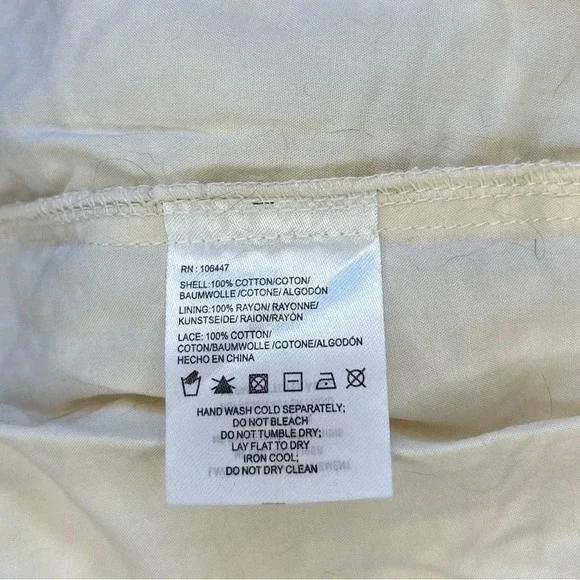 RN: 106447
SHELL:100% COTTON/COTON/
BAUMWOLLE /COTONE/ ALGODÓN
LINING:100% RAYON/ RAYONNE/
KUNSTSEIDE/ RAION/RAYÓN
LACE: 100% COTTON/
COTON/BAUMWOLLE /COTONE/ALGODÓN
HECHO EN CHINA
HAND WASH COLD SEPARATELY;
DO NOT BLEACH
DO NOT TUMBLE DRY;
LAY FLAT TO DRY
IRON COOL;
DO NOT DRY CLEAN